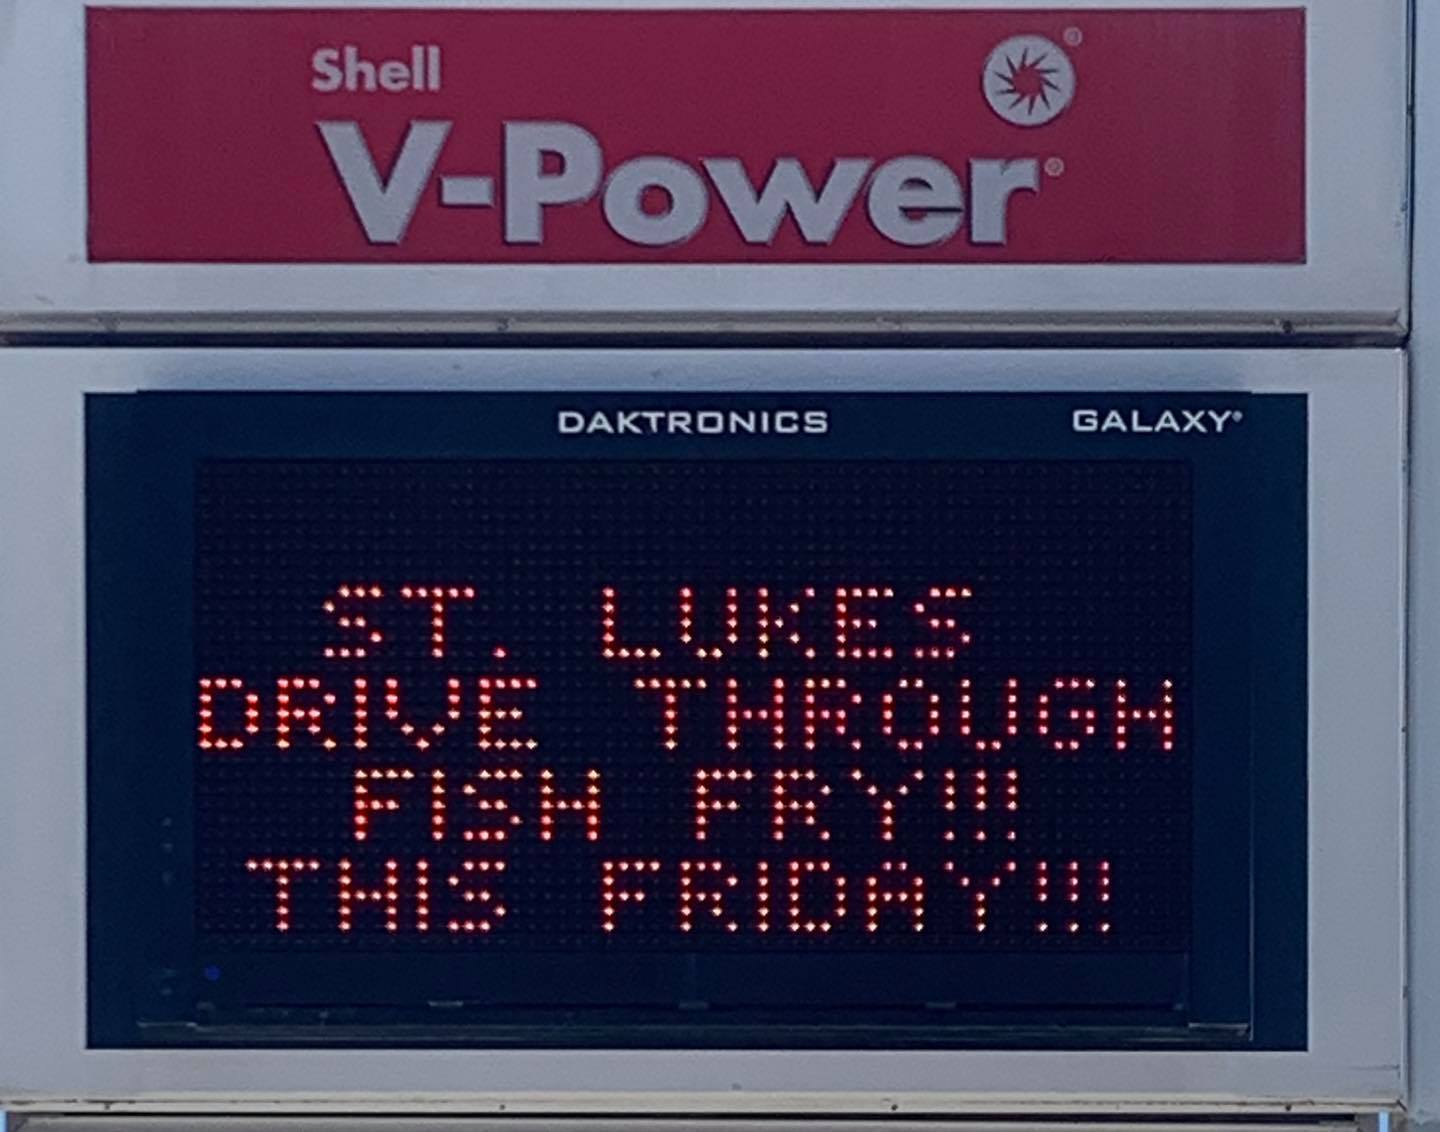 Shell
V-Power®
DAKTRONICS GALAXY®
ST. LUKES
DRIVE THROUGH
FISH FRY!!!
THIS FRIDAY!!!